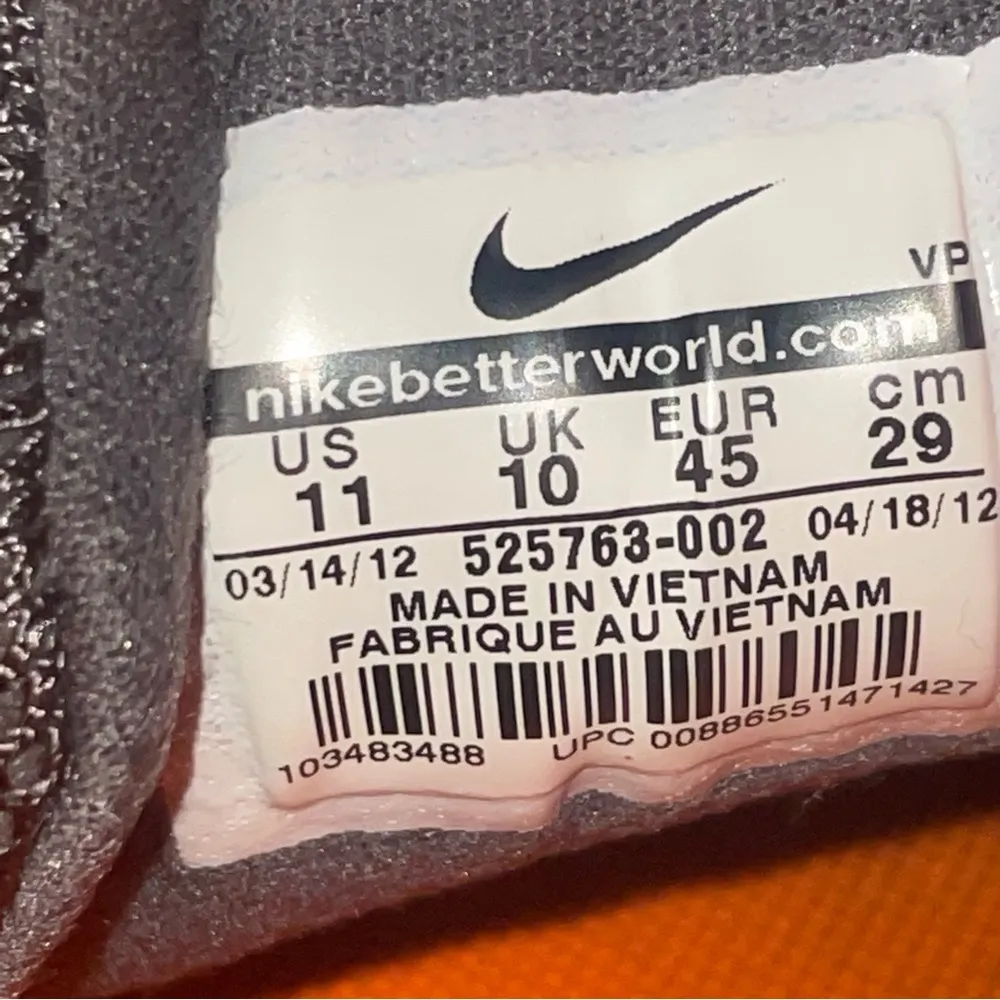 VP
nikebetterworld.com
US UK EUR cm
11 10 45 29
03/14/12 525763-002 04/18/12
MADE IN VIETNAM
FABRIQUE AU VIETNAM
103483488 UPC 00886551471427